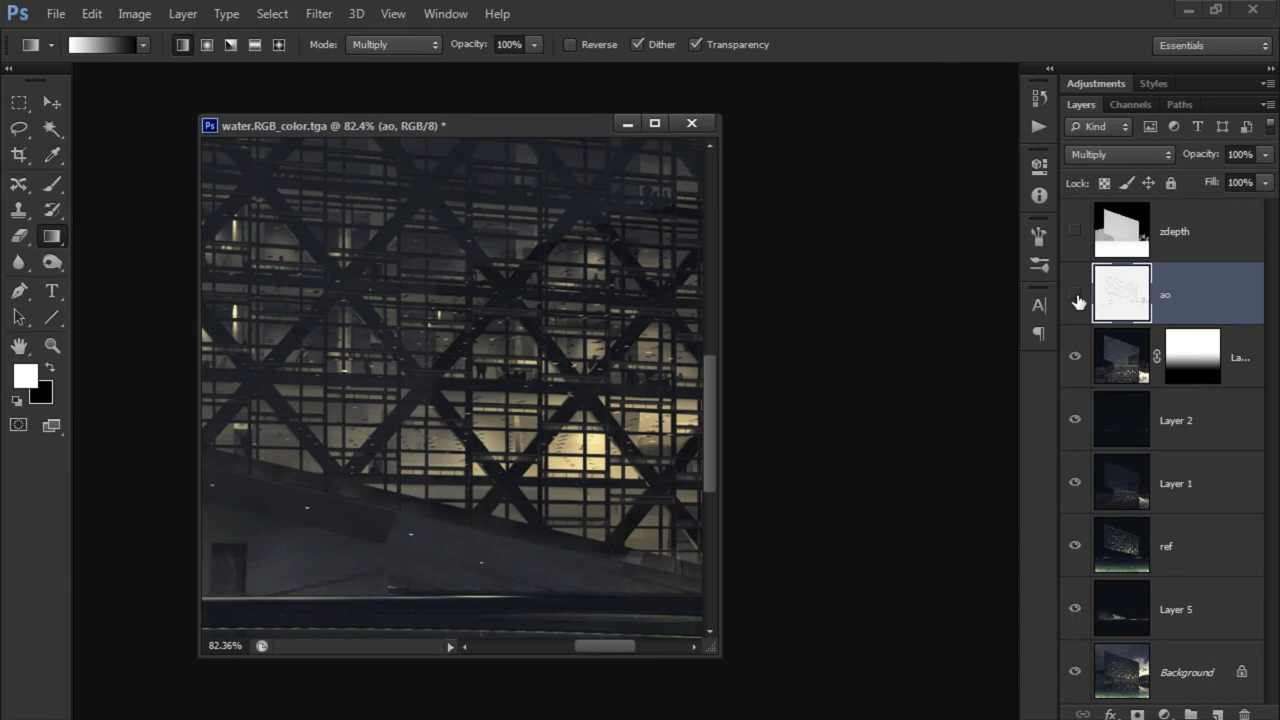 Ps File Edit Image Layer Type Select Filter 3D View Window Help
Mode: Multiply Opacity: 100% Reverse Dither Transparency Essentials
Adjustments Styles
Layers Channels Paths
Kind
Multiply Opacity: 100%
Lock: Fill: 100%
Ps water.RGB_color.tga @ 82.4% (ao, RGB/8) *
zdepth
ao
La...
Layer 2
Layer 1
ref
Layer 5
Background
82.36%